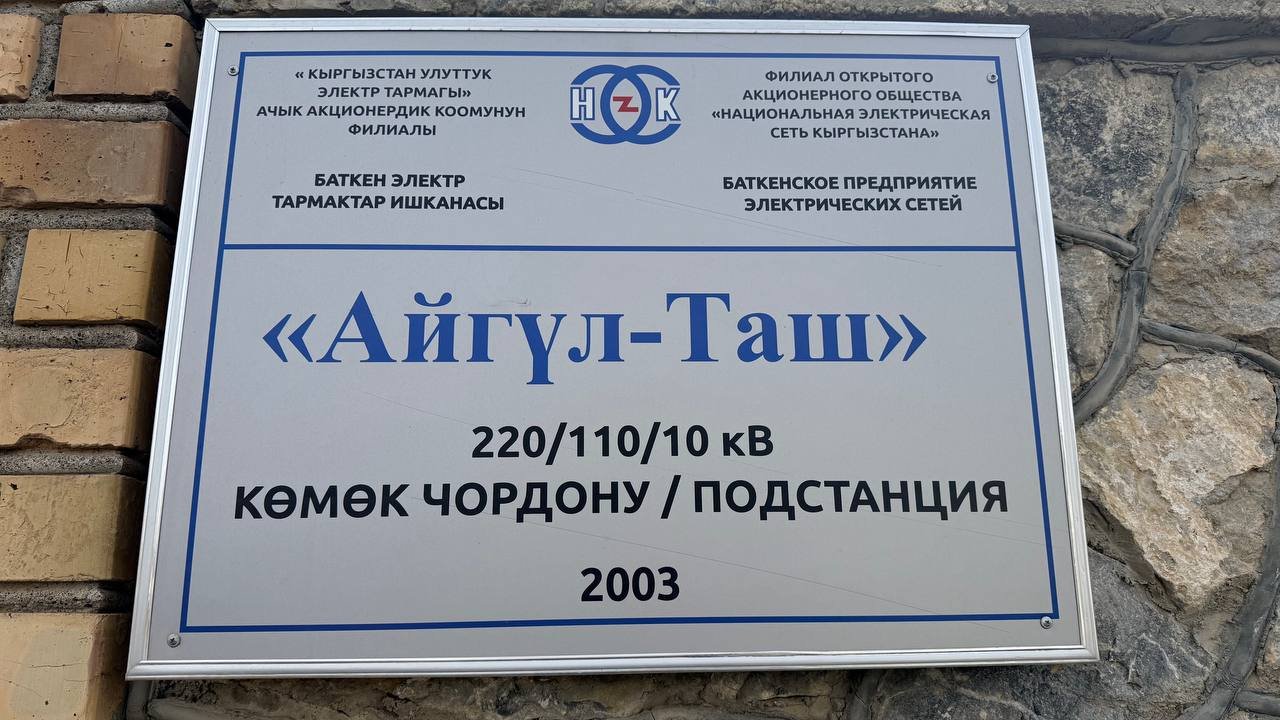 « КЫРГЫЗСТАН УЛУТТУК
ЭЛЕКТР ТАРМАГЫ»
АЧЫК АКЦИОНЕРДИК КООМУНУН
ФИЛИАЛЫ
БАТКЕН ЭЛЕКТР
ТАРМАКТАР ИШКАНАСЫ
Н Э К
ФИЛИАЛ ОТКРЫТОГО
АКЦИОНЕРНОГО ОБЩЕСТВА
«НАЦИОНАЛЬНАЯ ЭЛЕКТРИЧЕСКАЯ
СЕТЬ КЫРГЫЗСТАНА»
БАТКЕНСКОЕ ПРЕДПРИЯТИЕ
ЭЛЕКТРИЧЕСКИХ СЕТЕЙ
«Айгүл-Таш»
220/110/10 кВ
КӨМӨК ЧОРДОНУ / ПОДСТАНЦИЯ
2003